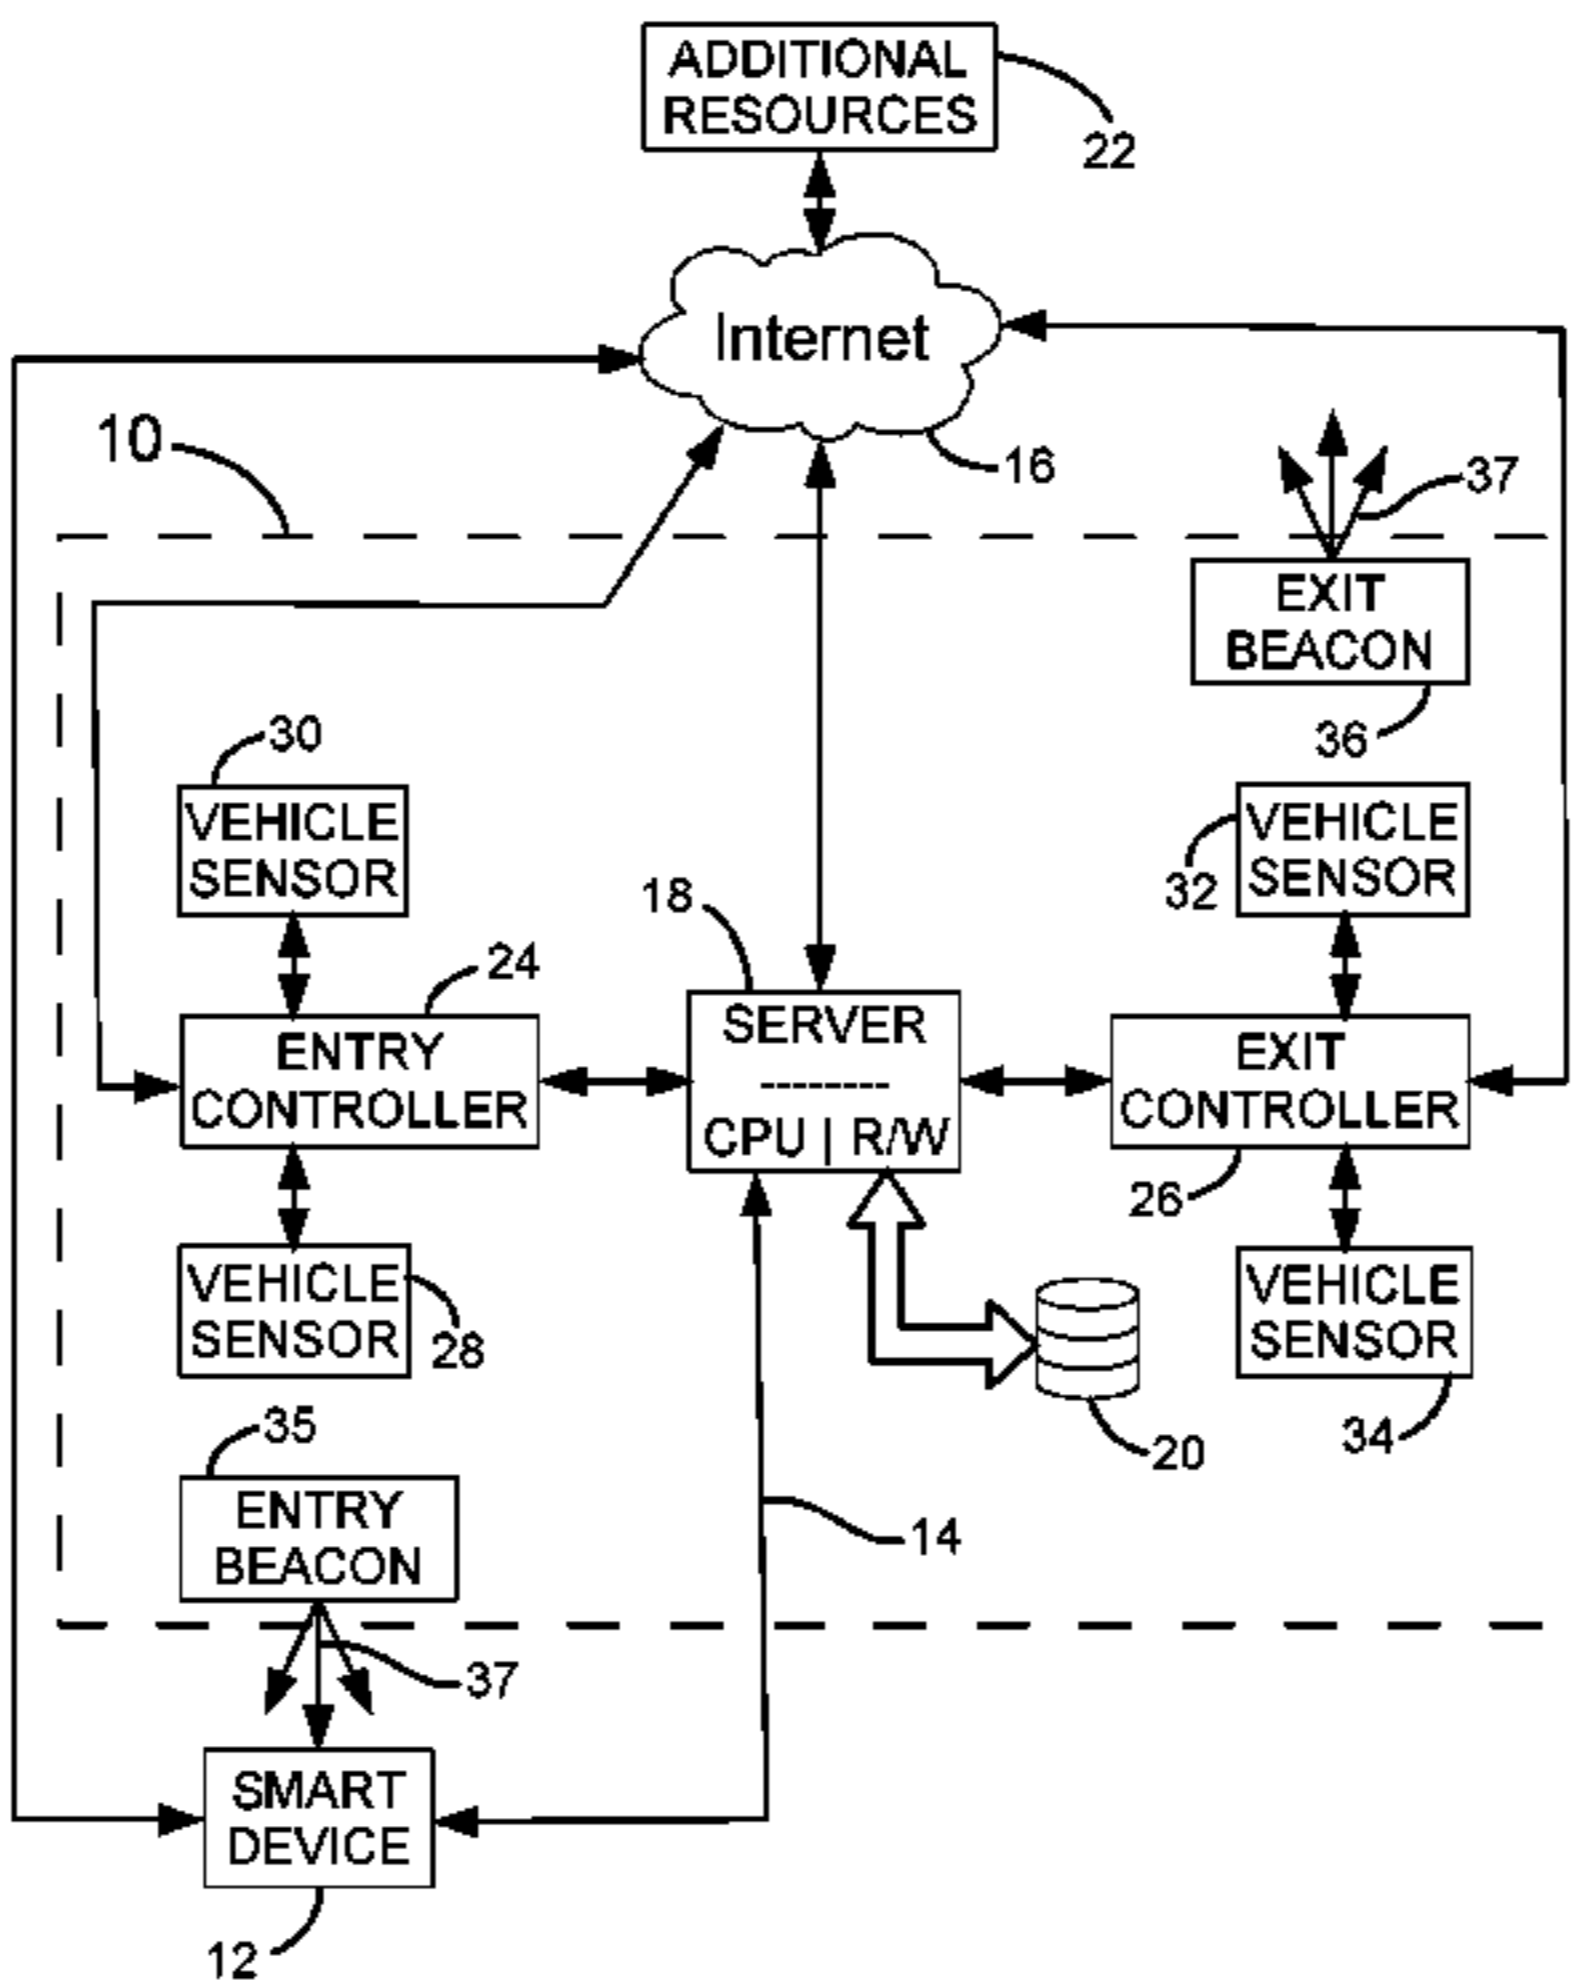 ADDITIONAL
RESOURCES
22
Internet
10
16
37
EXIT
BEACON
36
30
VEHICLE
SENSOR
32
VEHICLE
SENSOR
18
24
SERVER
--------
CPU | R/W
ENTRY
CONTROLLER
EXIT
CONTROLLER
26
VEHICLE
SENSOR
28
VEHICLE
SENSOR
34
20
35
ENTRY
BEACON
14
37
SMART
DEVICE
12